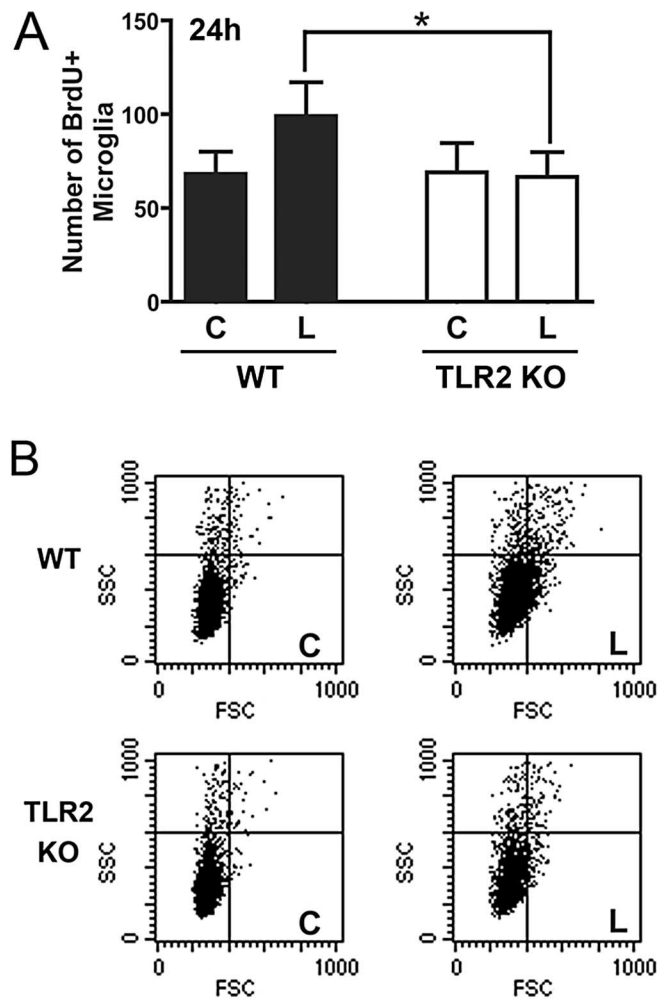 A
24h
*
Number of BrdU+
Microglia
150
100
50
0
C L C L
WT TLR2 KO
B
WT
1000
SSC
0
C
0 1000
FSC
1000
SSC
0
L
0 1000
FSC
TLR2
KO
1000
SSC
0
C
0 1000
FSC
1000
SSC
0
L
0 1000
FSC